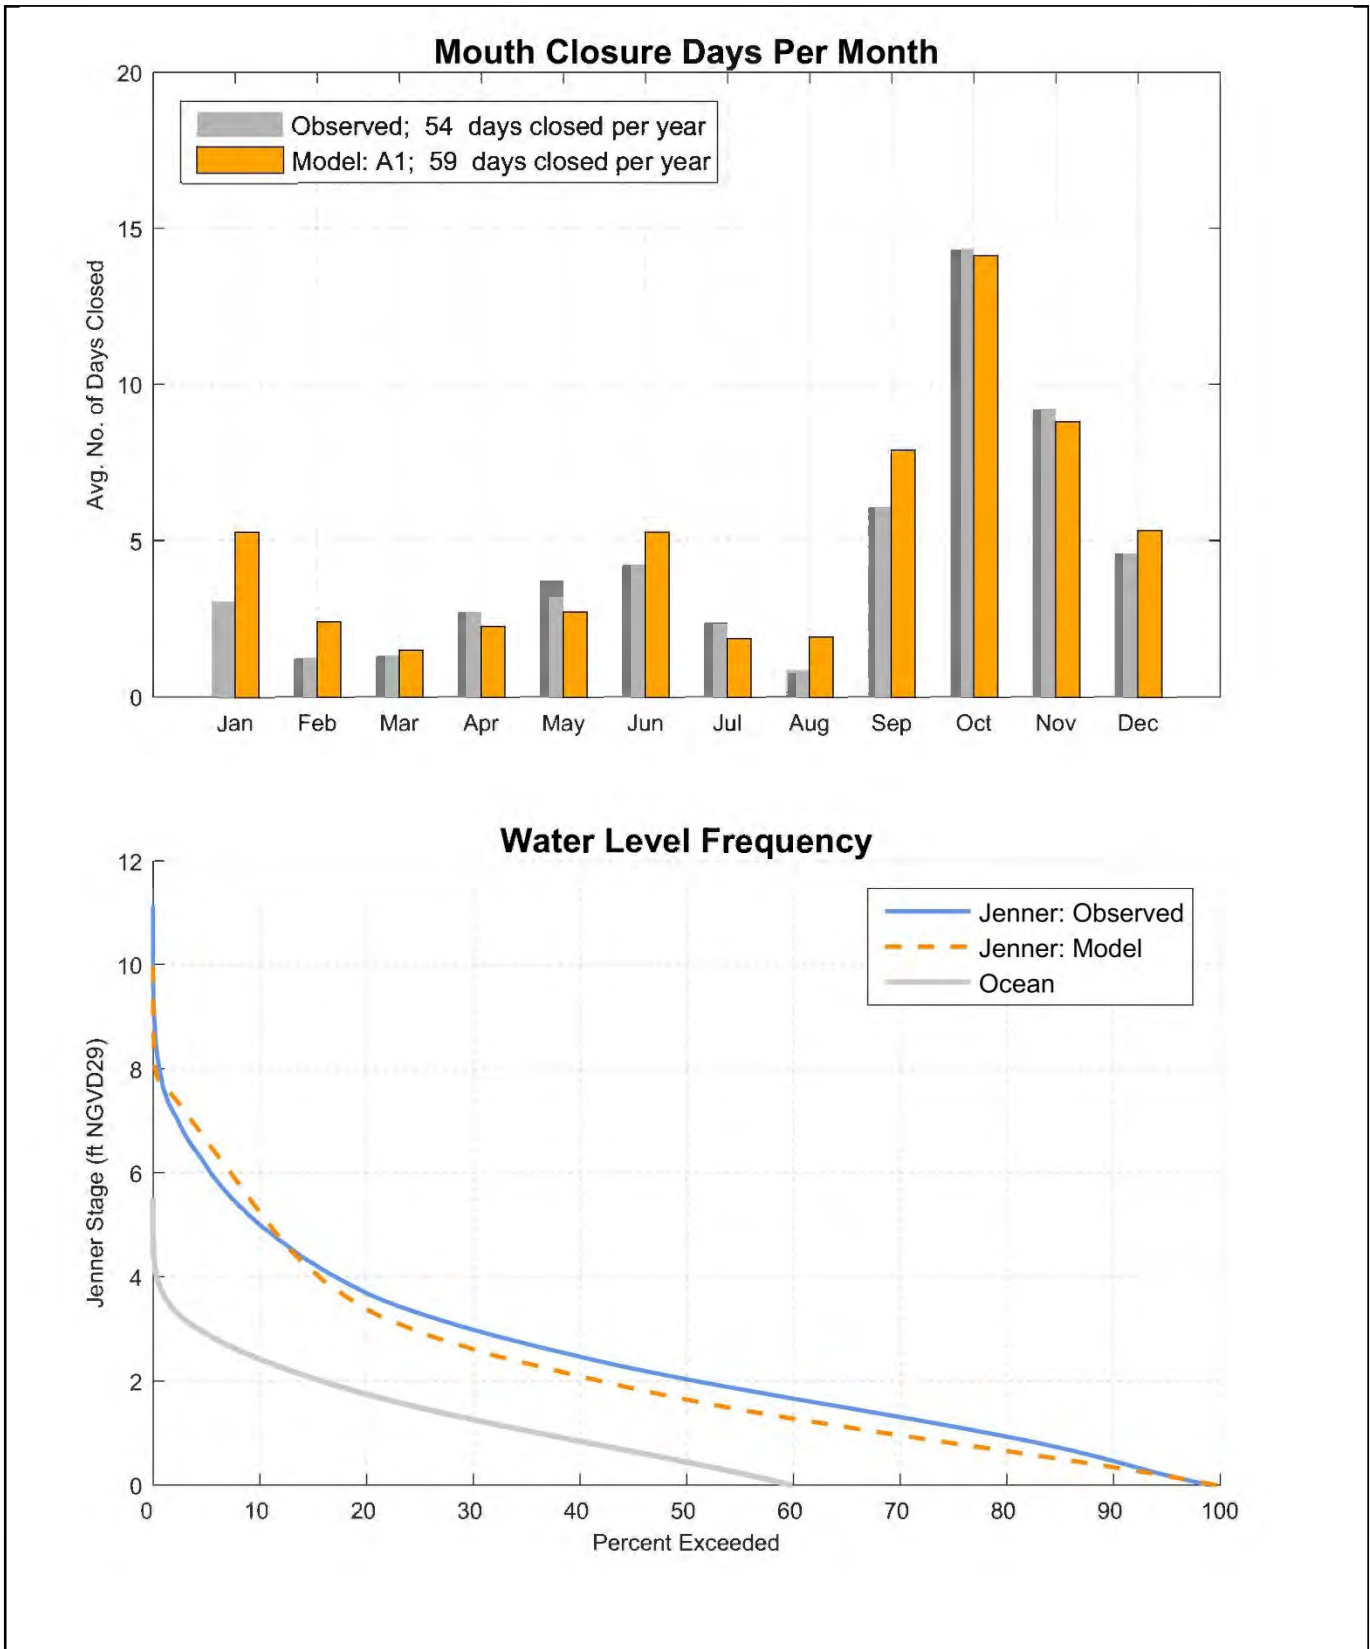 Mouth Closure Days Per Month
20
15
10
5
0
Avg. No. of Days Closed
Observed; 54 days closed per year
Model: A1; 59 days closed per year
Jan Feb Mar Apr May Jun Jul Aug Sep Oct Nov Dec
Water Level Frequency
12
10
8
6
4
2
0
Jenner Stage (ft NGVD29)
Jenner: Observed
Jenner: Model
Ocean
0 10 20 30 40 50 60 70 80 90 100
Percent Exceeded